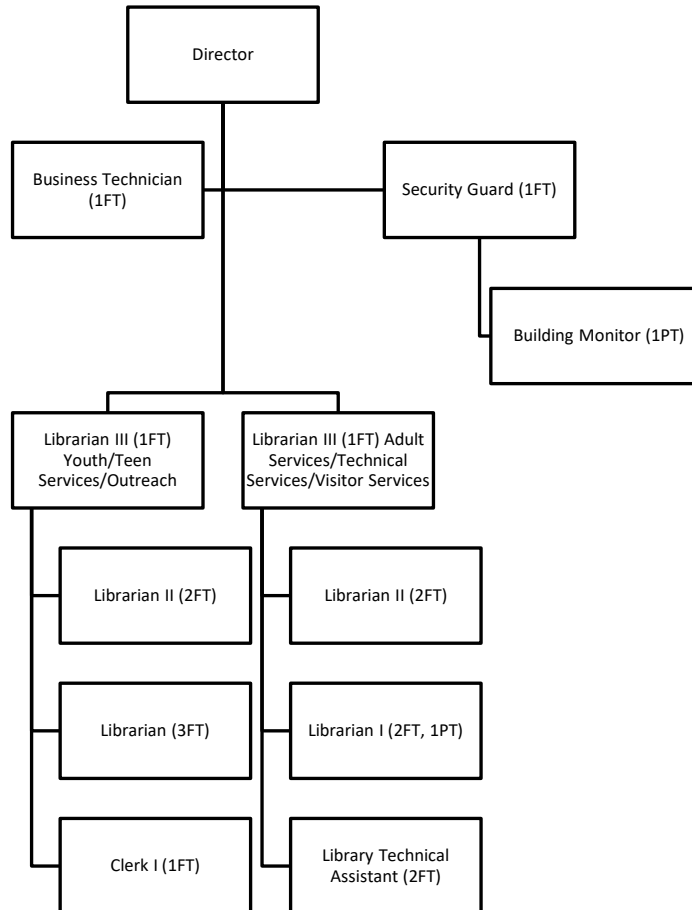 Director
Business Technician
(1FT)
Security Guard (1FT)
Building Monitor (1PT)
Librarian III (1FT)
Youth/Teen
Services/Outreach
Librarian III (1FT) Adult
Services/Technical
Services/Visitor Services
Librarian II (2FT)
Librarian II (2FT)
Librarian (3FT)
Librarian I (2FT, 1PT)
Clerk I (1FT)
Library Technical
Assistant (2FT)